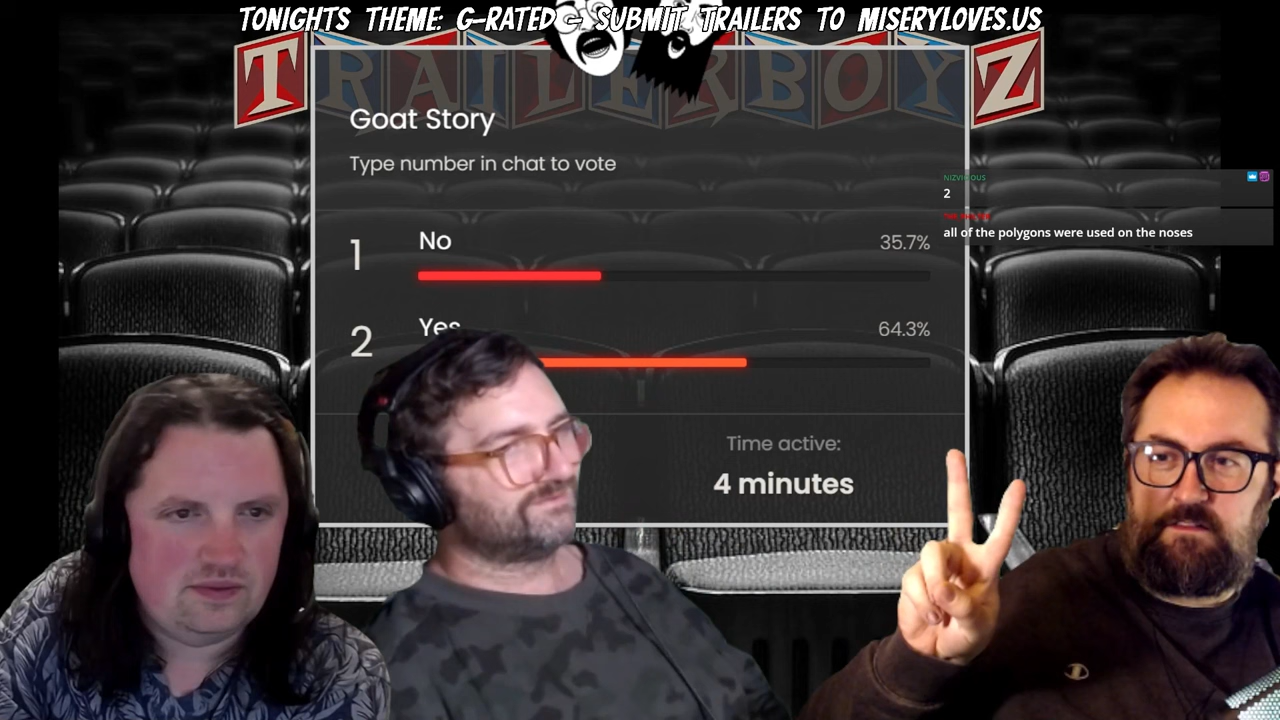 TONIGHTS THEME: G-RATED - SUBMIT TRAILERS TO MISERYLOVES.US
TRAILERBOYZ
Goat Story
Type number in chat to vote
1 No 35.7%
2 Yes 64.3%
Time active:
4 minutes
2
all of the polygons were used on the noses